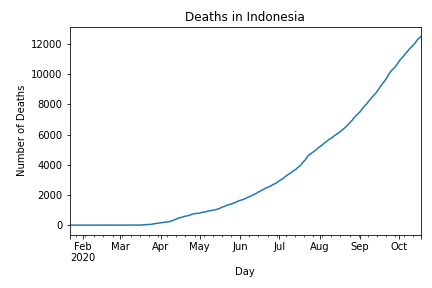 Deaths in Indonesia
Number of Deaths
12000
10000
8000
6000
4000
2000
0
Feb Mar Apr May Jun Jul Aug Sep Oct
2020
Day